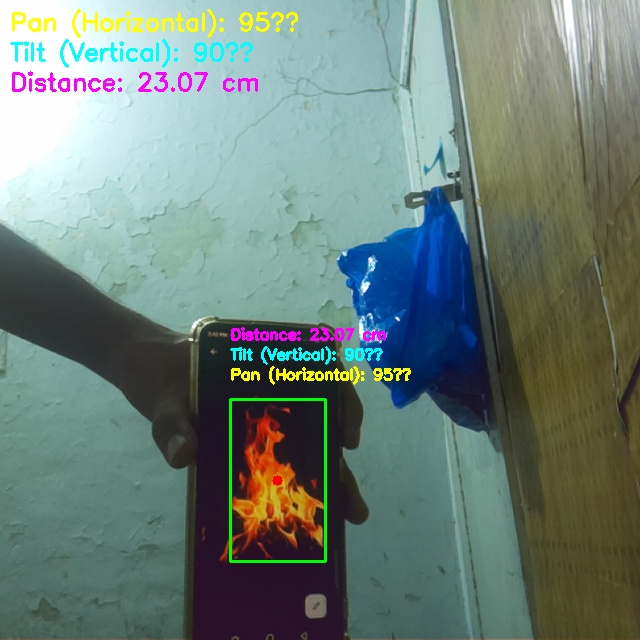 Pan (Horizontal): 95??
Tilt (Vertical): 90??
Distance: 23.07 cm
Distance: 23.07 cm
Tilt (Vertical): 90??
Pan (Horizontal): 95??